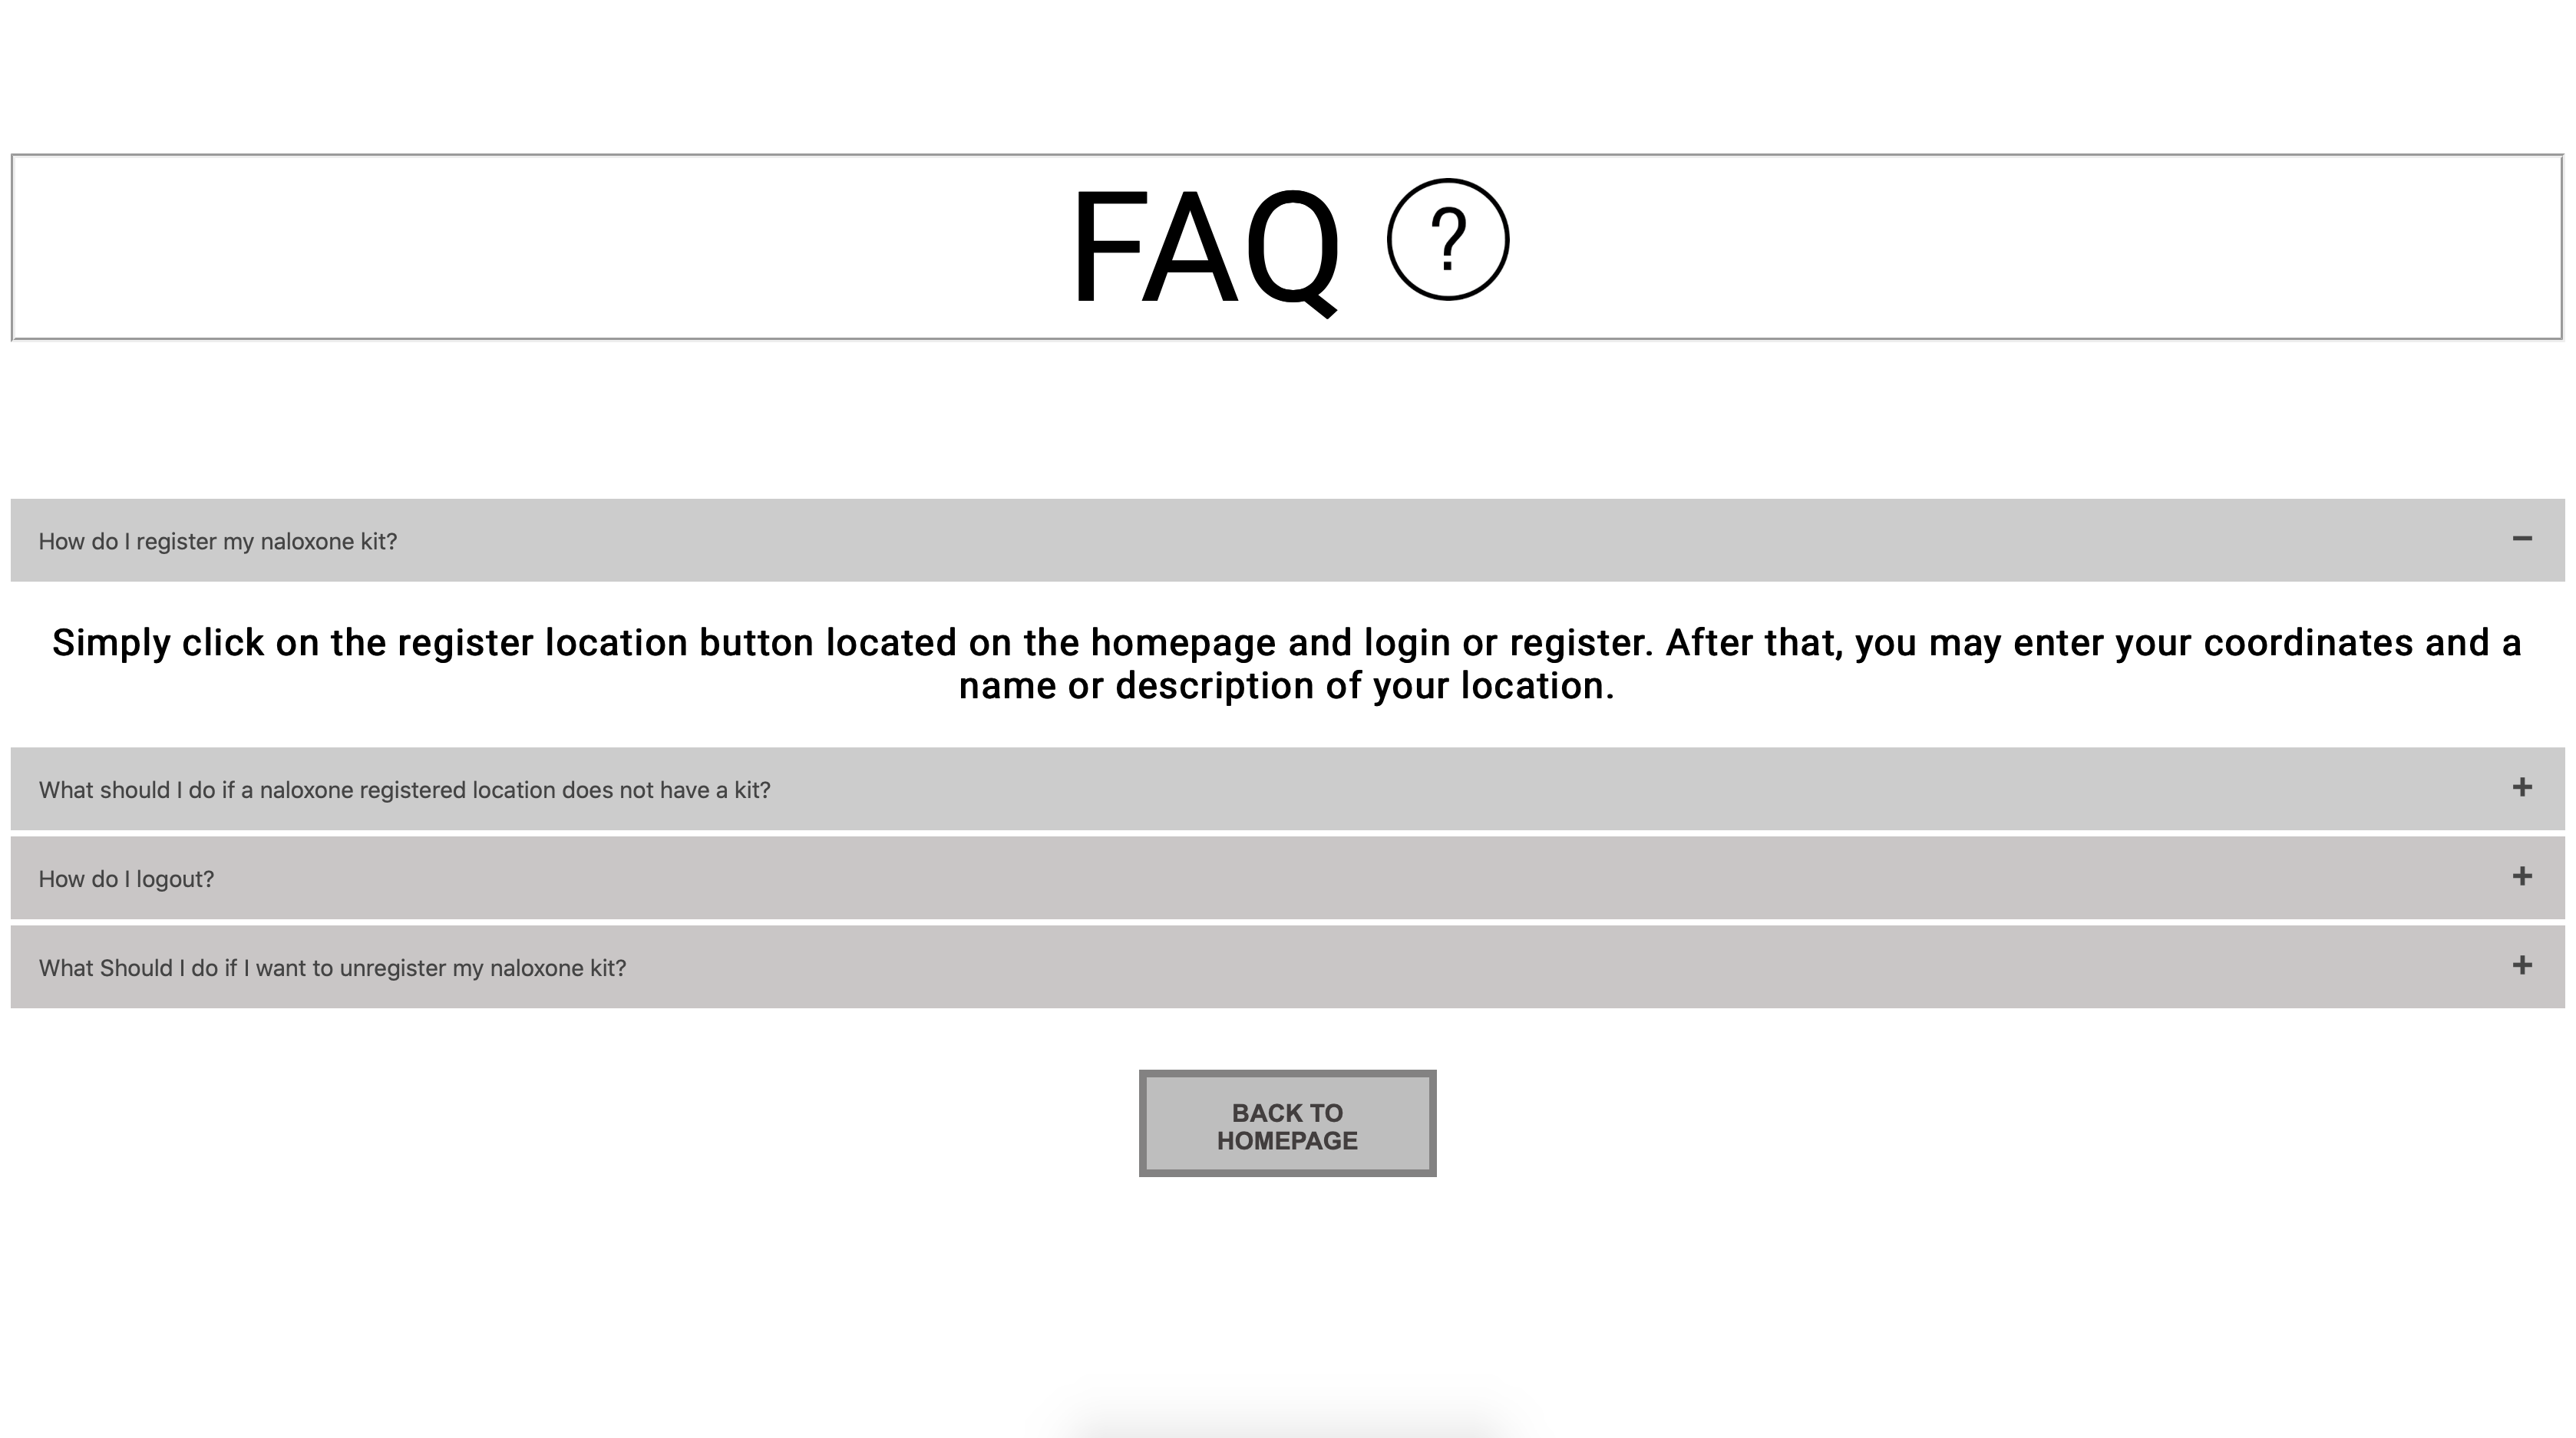 FAQ ?
How do I register my naloxone kit? −
Simply click on the register location button located on the homepage and login or register. After that, you may enter your coordinates and a
name or description of your location.
What should I do if a naloxone registered location does not have a kit? +
How do I logout? +
What Should I do if I want to unregister my naloxone kit? +
BACK TO
HOMEPAGE